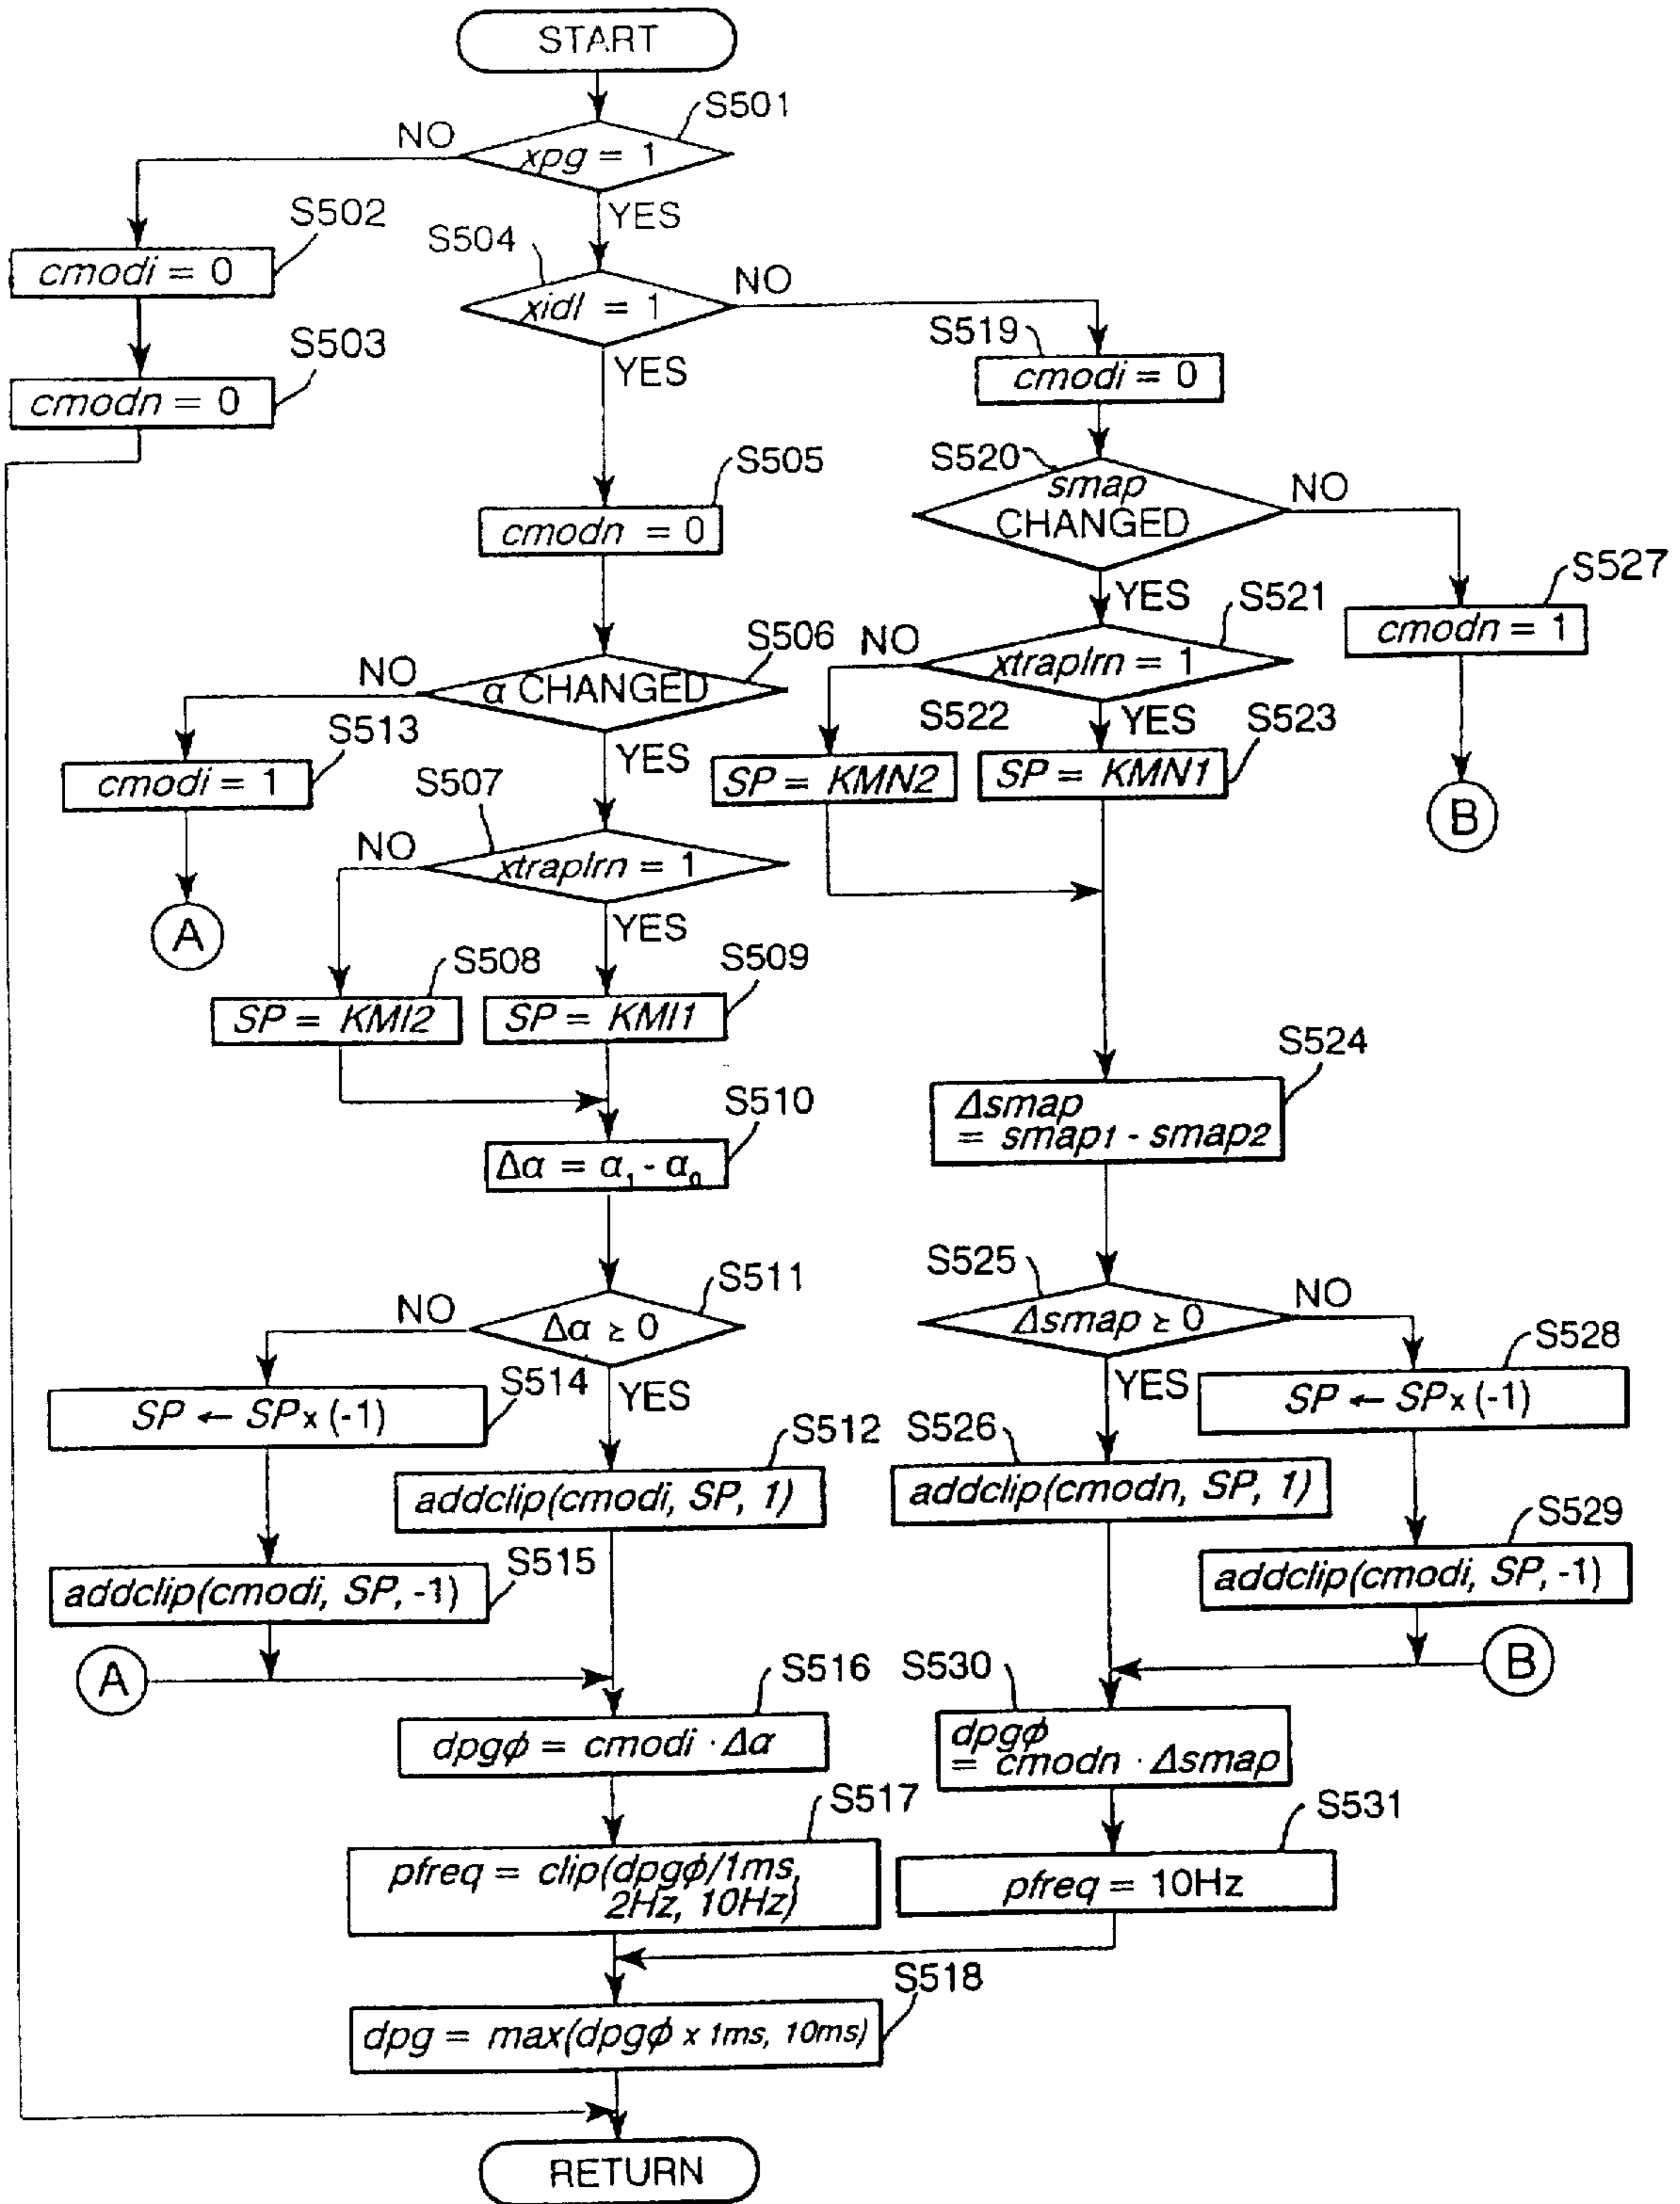 START
S501
NO
xpg = 1
YES
S502
cmodi = 0
S504
xidl = 1
NO
S503
cmodn = 0
YES
S519
cmodi = 0
S505
cmodn = 0
S520
smap
CHANGED
NO
S527
cmodn = 1
YES
S521
NO
xtraplrn = 1
B
S506
NO
α CHANGED
S522
YES
S523
SP = KMN2
SP = KMN1
S513
cmodi = 1
YES
S507
NO
xtraplrn = 1
A
YES
S508
SP = KMI2
S509
SP = KMI1
S524
Δsmap
= smap1 - smap2
S510
Δα = α₁ - α₀
S511
NO
Δα ≥ 0
S525
Δsmap ≥ 0
NO
S514
SP ← SP x (-1)
YES
YES
S528
SP ← SP x (-1)
S512
addclip(cmodi, SP, 1)
S526
addclip(cmodn, SP, 1)
S529
addclip(cmodi, SP, -1)
S515
addclip(cmodi, SP, -1)
A
S516
dpgφ = cmodi · Δα
S530
dpgφ
= cmodn · Δsmap
B
S517
pfreq = clip(dpgφ/1ms,
2Hz, 10Hz)
S531
pfreq = 10Hz
S518
dpg = max(dpgφ x 1ms, 10ms)
RETURN